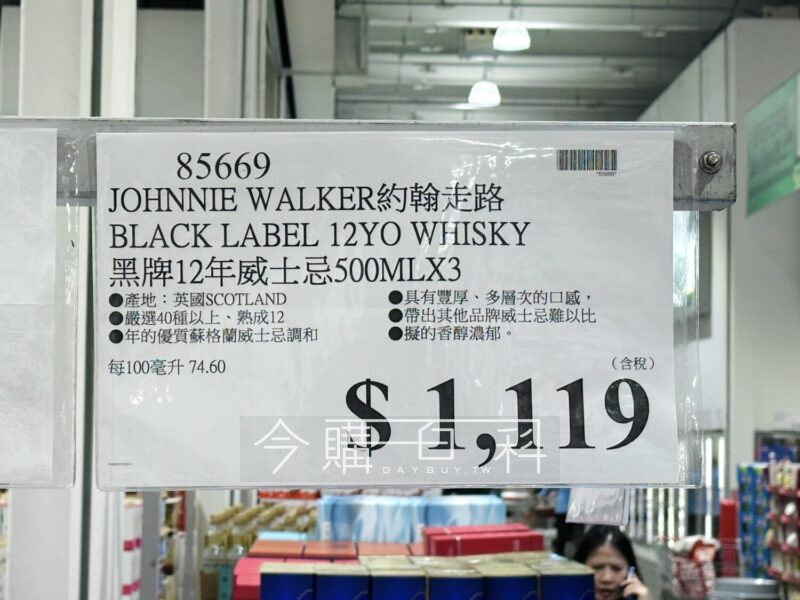 85669
"85669"
JOHNNIE WALKER約翰走路
BLACK LABEL 12YO WHISKY
黑牌12年威士忌500MLX3
●產地：英國SCOTLAND
●嚴選40種以上、熟成12
●年的優質蘇格蘭威士忌調和
●具有豐厚、多層次的口感，
●帶出其他品牌威士忌難以比
●擬的香醇濃郁。
每100毫升 74.60
(含稅)
$ 1,119
今購百科
DAYBUY.TW